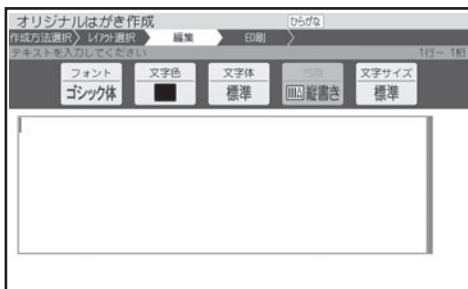 オリジナルはがき作成 ひらがな
作成方法選択 〉 ﾚｲｱｳﾄ選択 〉 編集 〉 印刷 〉
テキストを入力してください 1行− 1桁
フォント 文字色 文字体 方向 文字サイズ
ゴシック体 標準 縦書き 標準